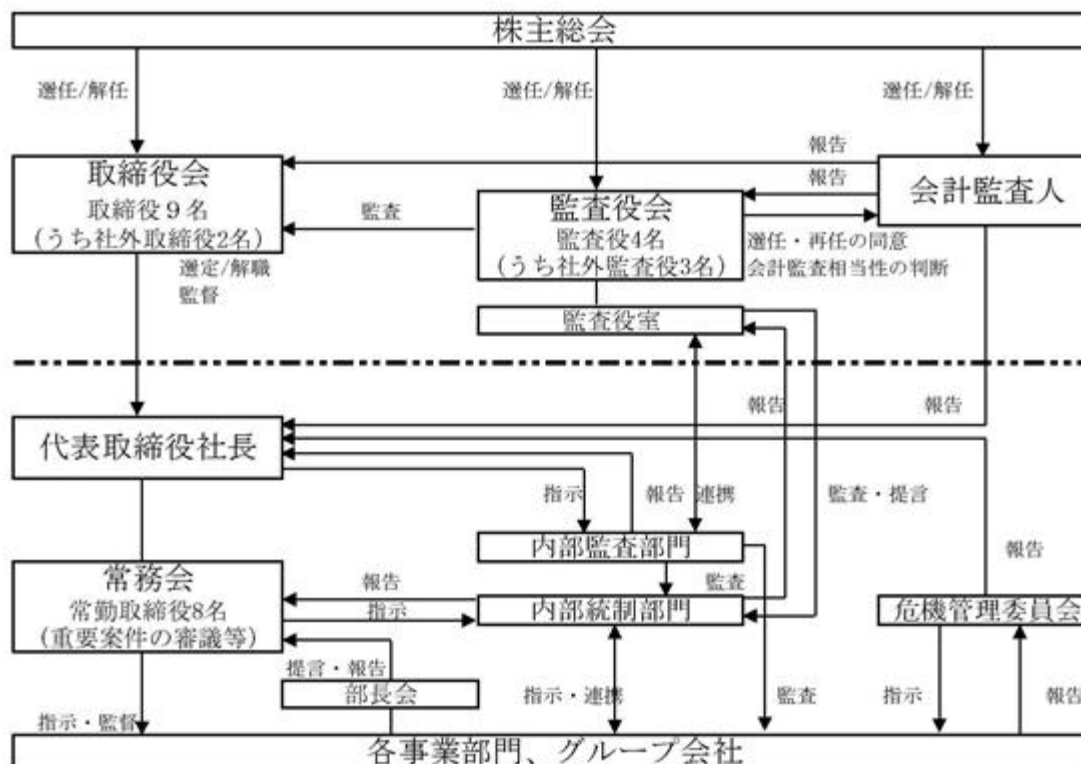 株主総会
選任/解任
選任/解任
選任/解任
報告
取締役会
取締役９名
(うち社外取締役2名)
監査
監査役会
監査役4名
(うち社外監査役3名)
報告
会計監査人
選任・再任の同意
会計監査相当性の判断
選定/解職
監督
監査役室
報告
報告
代表取締役社長
指示
報告
連携
監査・提言
内部監査部門
報告
常務会
常勤取締役8名
(重要案件の審議等)
報告
監査
指示
内部統制部門
危機管理委員会
提言・報告
部長会
指示・連携
監査
指示
報告
指示・監督
各事業部門、グループ会社